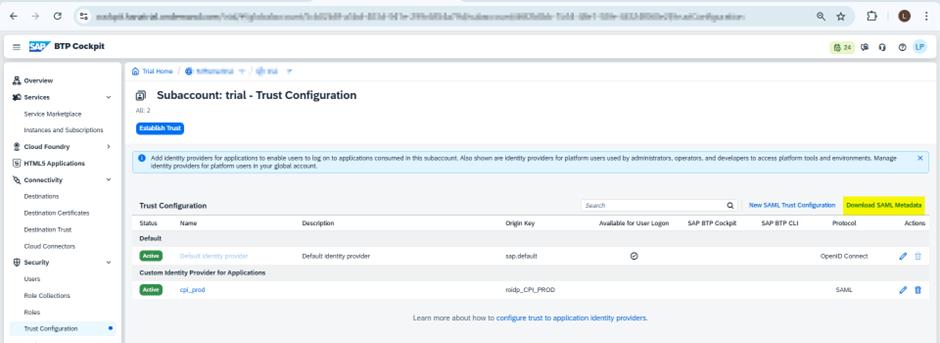 SAP BTP Cockpit
24
LP
L
Overview
Services
Service Marketplace
Instances and Subscriptions
Cloud Foundry
HTML5 Applications
Connectivity
Destinations
Destination Certificates
Destination Trust
Cloud Connectors
Security
Users
Role Collections
Roles
Trust Configuration
Trial Home /
Subaccount: trial - Trust Configuration
All: 2
Establish Trust
Add identity providers for applications to enable users to log on to applications consumed in this subaccount. Also shown are identity providers for platform users used by administrators, operators, and developers to access platform tools and environments. Manage
identity providers for platform users in your global account.
Trust Configuration
Search
New SAML Trust Configuration
Download SAML Metadata
Status Name Description Origin Key Available for User Logon SAP BTP Cockpit SAP BTP CLI Protocol Actions
Default
Active Default identity provider Default identity provider sap.default OpenID Connect
Custom Identity Provider for Applications
Active cpi_prod roidp_CPI_PROD SAML
Learn more about how to configure trust to application identity providers.